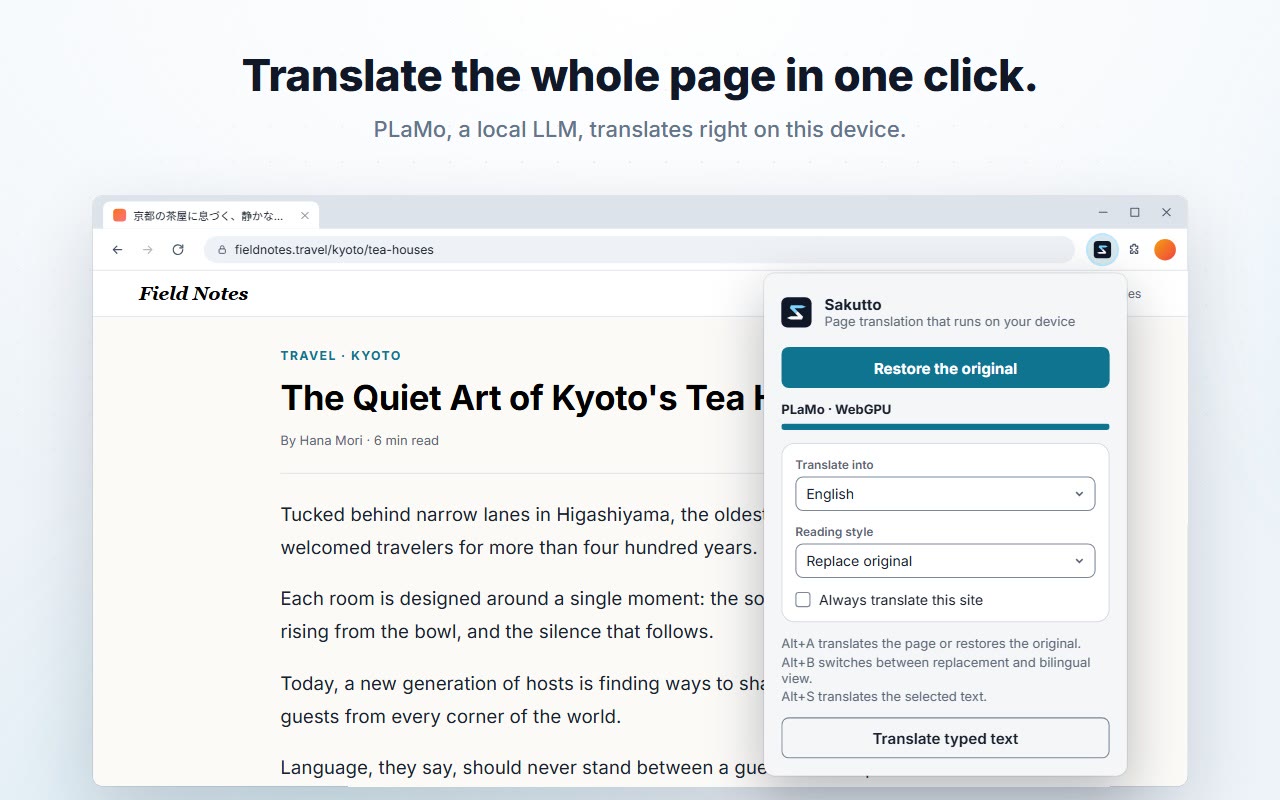 Translate the whole page in one click.
PLaMo, a local LLM, translates right on this device.
京都の茶屋に息づく、静かな...
fieldnotes.travel/kyoto/tea-houses
Field Notes
es
TRAVEL · KYOTO
The Quiet Art of Kyoto's Tea H
By Hana Mori · 6 min read
Tucked behind narrow lanes in Higashiyama, the oldest
welcomed travelers for more than four hundred years.
Each room is designed around a single moment: the so
rising from the bowl, and the silence that follows.
Today, a new generation of hosts is finding ways to sha
guests from every corner of the world.
Language, they say, should never stand between a gue
Sakutto
Page translation that runs on your device
Restore the original
PLaMo · WebGPU
Translate into
English
Reading style
Replace original
Always translate this site
Alt+A translates the page or restores the original.
Alt+B switches between replacement and bilingual
view.
Alt+S translates the selected text.
Translate typed text